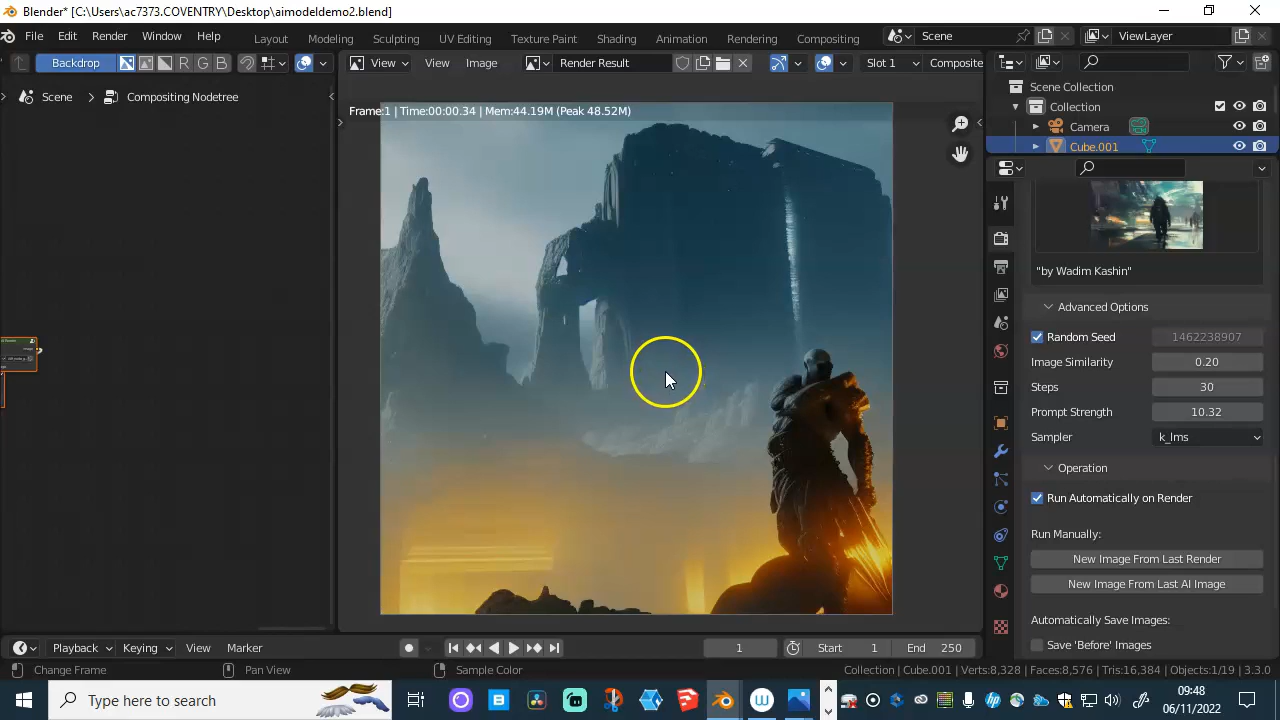 Blender* [C:\Users\ac7373.COVENTRY\Desktop\aimodeldemo2.blend]
File Edit Render Window Help Layout Modeling Sculpting UV Editing Texture Paint Shading Animation Rendering Compositing Scene ViewLayer
Backdrop R G B View View Image Render Result Slot 1 Composite
Scene Compositing Nodetree
Frame:1 | Time:00:00.34 | Mem:44.19M (Peak 48.52M)
Scene Collection
Collection
Camera
Cube.001
"by Wadim Kashin"
Advanced Options
Random Seed 1462238907
Image Similarity 0.20
Steps 30
Prompt Strength 10.32
Sampler k_lms
Operation
Run Automatically on Render
Run Manually:
New Image From Last Render
New Image From Last AI Image
Automatically Save Images:
Save 'Before' Images
Playback Keying View Marker 1 Start 1 End 250
Change Frame Pan View Sample Color Collection | Cube.001 | Verts:8,328 | Faces:8,576 | Tris:16,384 | Objects:1/19 | 3.3.0
Type here to search
09:48
06/11/2022